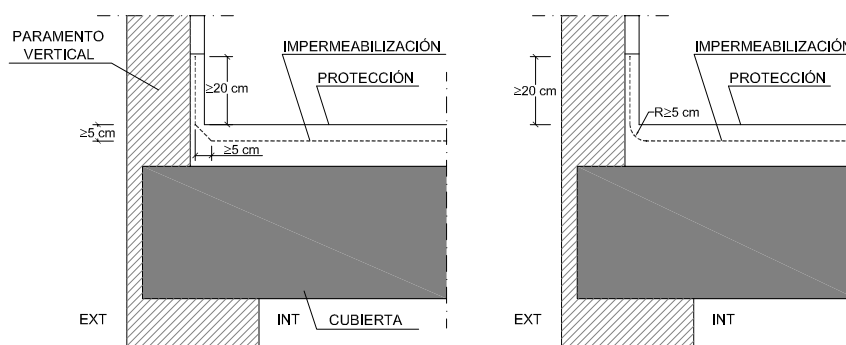 PARAMENTO
VERTICAL
IMPERMEABILIZACIÓN
PROTECCIÓN
≥20 cm
≥5 cm
≥5 cm
EXT
INT
CUBIERTA
IMPERMEABILIZACIÓN
PROTECCIÓN
≥20 cm
R≥5 cm
EXT
INT